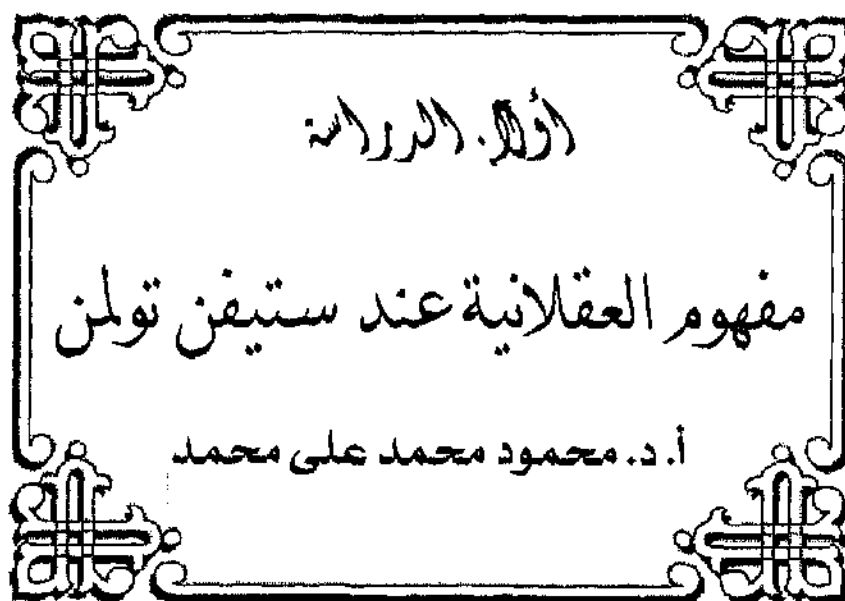 أولاً. الدراسة
مفهوم العقلانية عند ستيفن تولمن
أ. د. محمود محمد على محمد